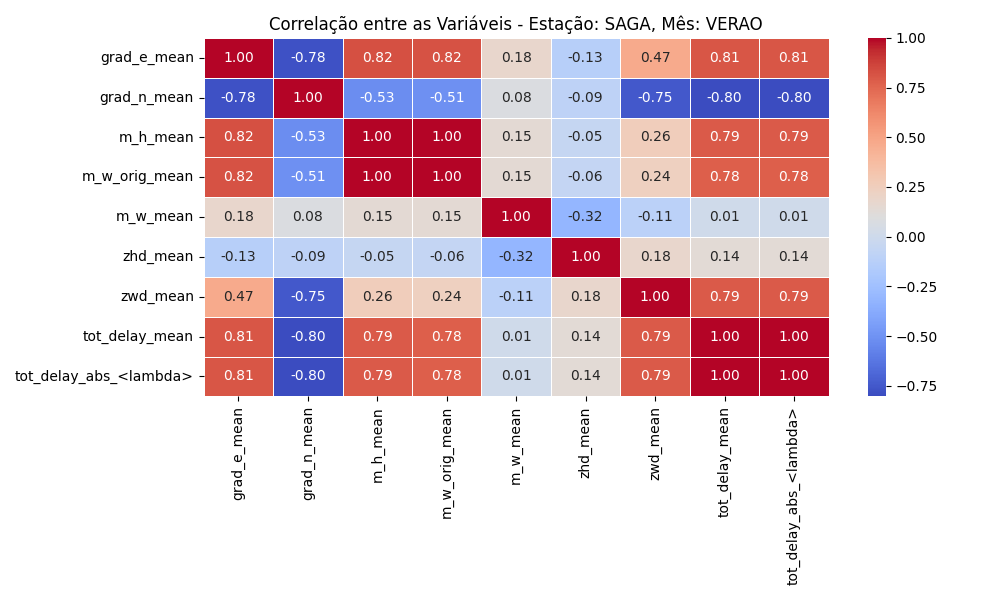 Correlação entre as Variáveis - Estação: SAGA, Mês: VERAO
grad_e_mean 1.00 -0.78 0.82 0.82 0.18 -0.13 0.47 0.81 0.81
grad_n_mean -0.78 1.00 -0.53 -0.51 0.08 -0.09 -0.75 -0.80 -0.80
m_h_mean 0.82 -0.53 1.00 1.00 0.15 -0.05 0.26 0.79 0.79
m_w_orig_mean 0.82 -0.51 1.00 1.00 0.15 -0.06 0.24 0.78 0.78
m_w_mean 0.18 0.08 0.15 0.15 1.00 -0.32 -0.11 0.01 0.01
zhd_mean -0.13 -0.09 -0.05 -0.06 -0.32 1.00 0.18 0.14 0.14
zwd_mean 0.47 -0.75 0.26 0.24 -0.11 0.18 1.00 0.79 0.79
tot_delay_mean 0.81 -0.80 0.79 0.78 0.01 0.14 0.79 1.00 1.00
tot_delay_abs_<lambda> 0.81 -0.80 0.79 0.78 0.01 0.14 0.79 1.00 1.00
grad_e_mean
grad_n_mean
m_h_mean
m_w_orig_mean
m_w_mean
zhd_mean
zwd_mean
tot_delay_mean
tot_delay_abs_<lambda>
1.00
0.75
0.50
0.25
0.00
−0.25
−0.50
−0.75